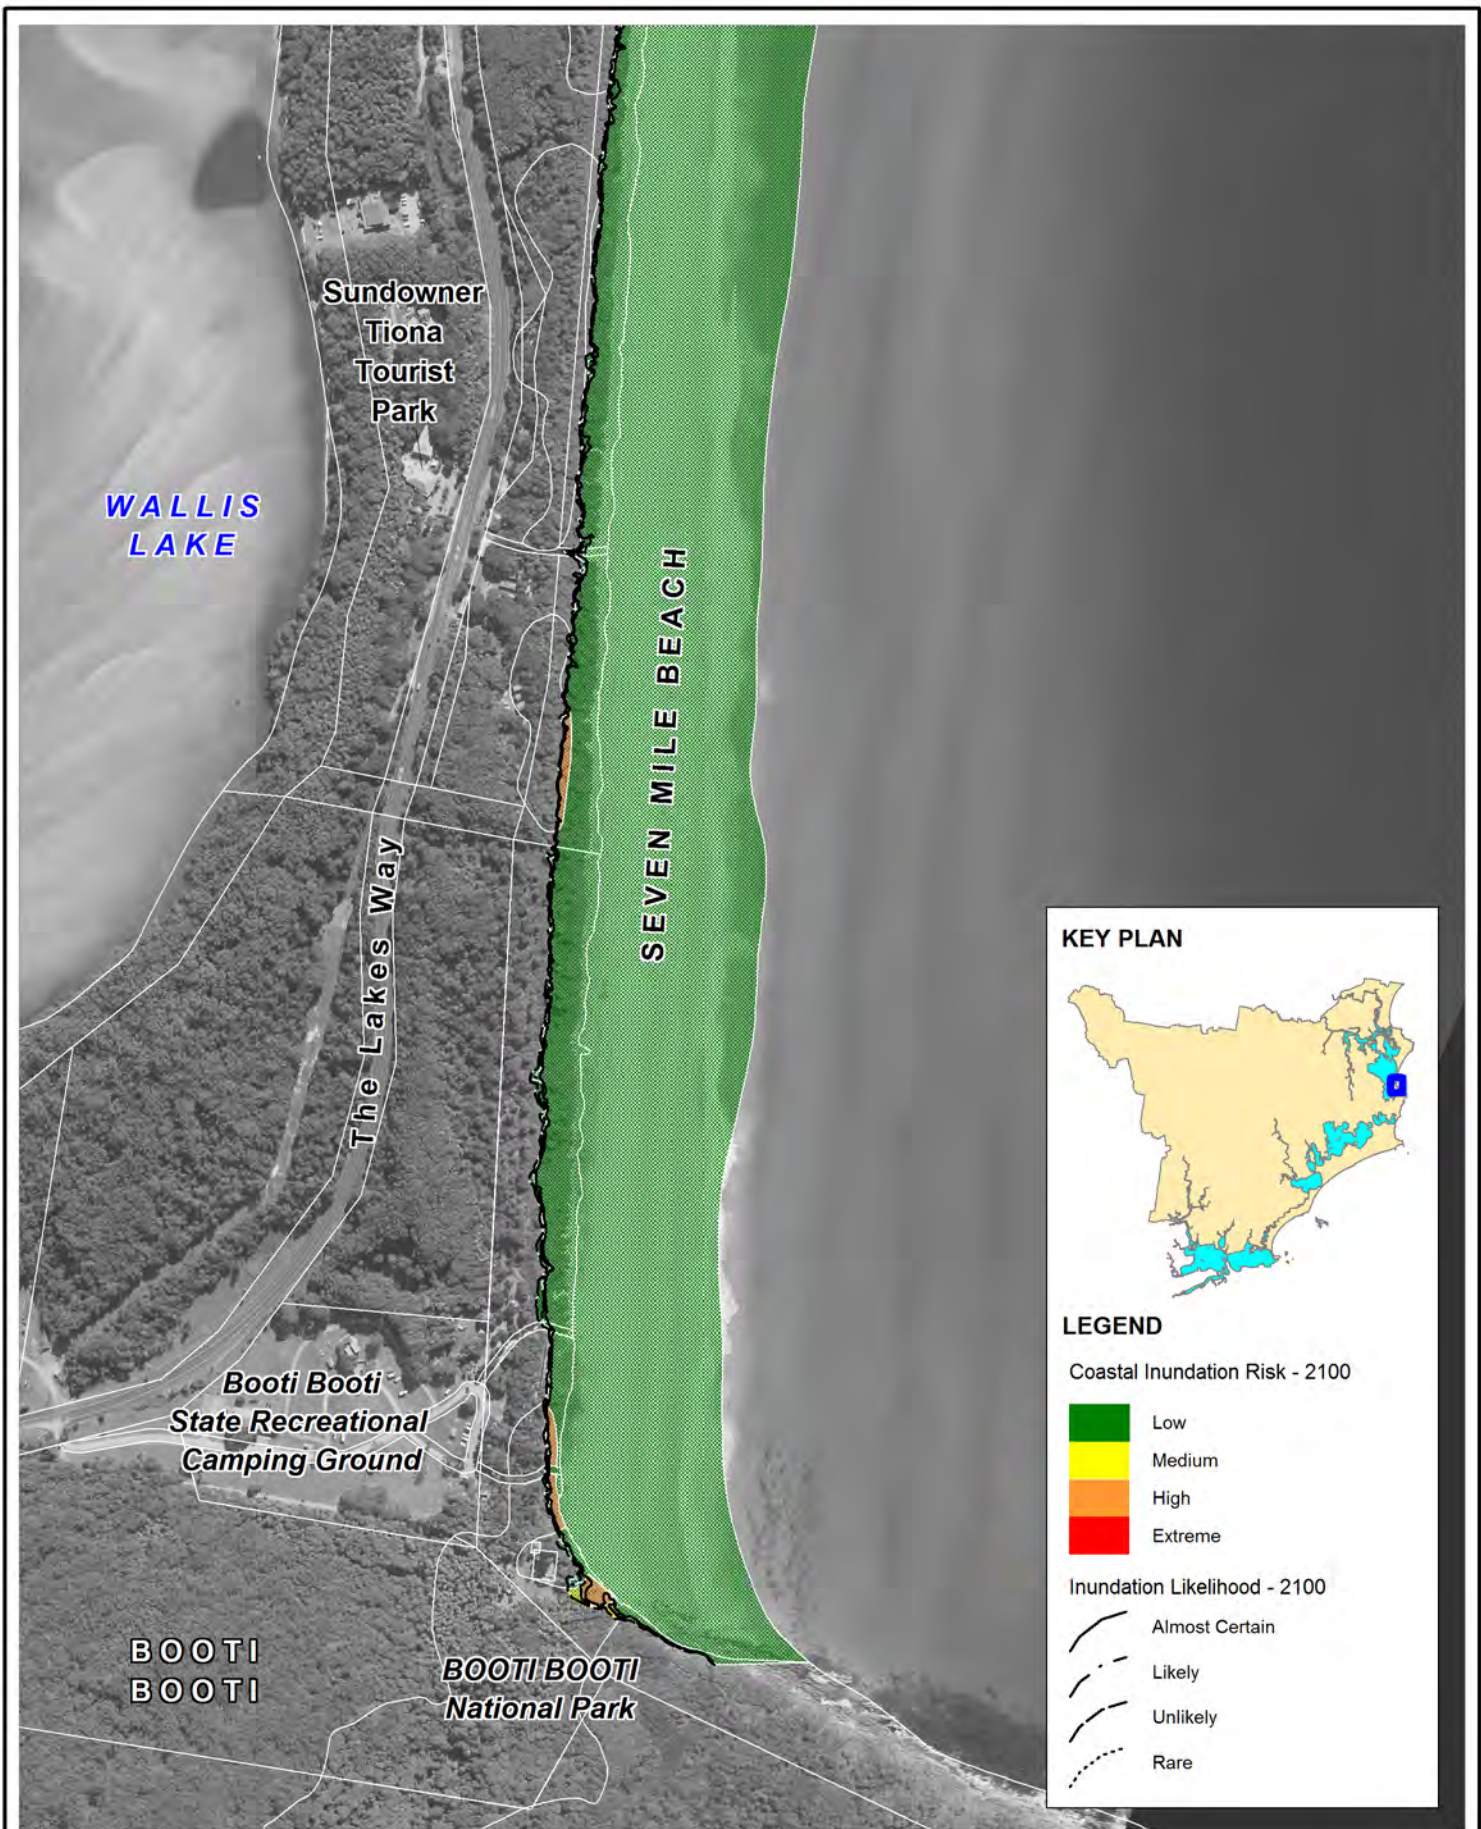 Sundowner
Tiona
Tourist
Park
WALLIS
LAKE
SEVEN MILE BEACH
The Lakes Way
Booti Booti
State Recreational
Camping Ground
BOOTI
BOOTI
BOOTI BOOTI
National Park
KEY PLAN
LEGEND
Coastal Inundation Risk - 2100
Low
Medium
High
Extreme
Inundation Likelihood - 2100
Almost Certain
Likely
Unlikely
Rare